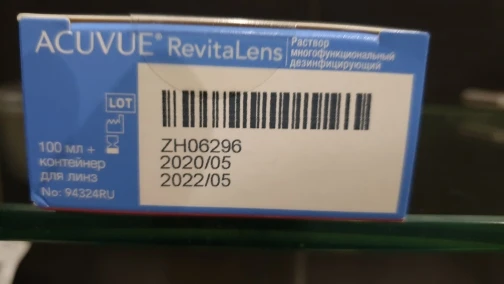 ACUVUE® RevitaLens
Раствор
многофункциональный
дезинфицирующий
LOT
ZH06296
2020/05
2022/05
100 мл +
контейнер
для линз
No: 94324RU